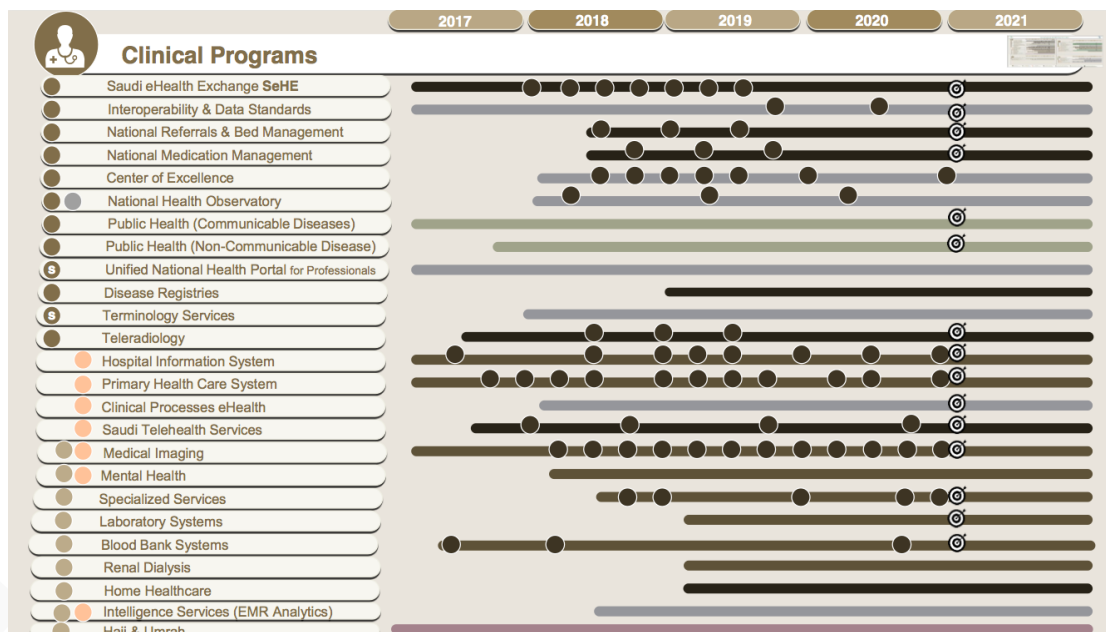 2017 2018 2019 2020 2021
Clinical Programs
Saudi eHealth Exchange SeHE
Interoperability & Data Standards
National Referrals & Bed Management
National Medication Management
Center of Excellence
National Health Observatory
Public Health (Communicable Diseases)
Public Health (Non-Communicable Disease)
S Unified National Health Portal for Professionals
Disease Registries
S Terminology Services
Teleradiology
Hospital Information System
Primary Health Care System
Clinical Processes eHealth
Saudi Telehealth Services
Medical Imaging
Mental Health
Specialized Services
Laboratory Systems
Blood Bank Systems
Renal Dialysis
Home Healthcare
Intelligence Services (EMR Analytics)
Hajj & Umrah